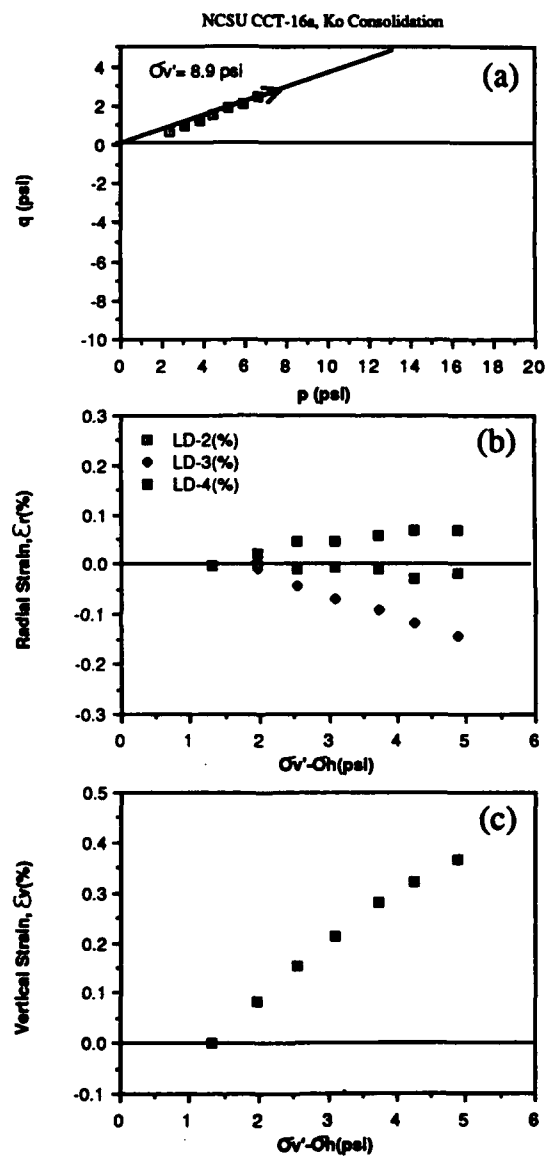 NCSU CCT-16a, Ko Consolidation
(a)
σv'= 8.9 psi
4
2
0
-2
-4
-6
-8
-10
q (psi)
0 2 4 6 8 10 12 14 16 18 20
p (psi)
(b)
LD-2(%)
LD-3(%)
LD-4(%)
0.3
0.2
0.1
0.0
-0.1
-0.2
-0.3
Radial Strain, Ɛr(%)
0 1 2 3 4 5 6
σv'-σh(psi)
(c)
0.5
0.4
0.3
0.2
0.1
0.0
-0.1
Vertical Strain, Ɛv(%)
0 1 2 3 4 5 6
σv'-σh(psi)